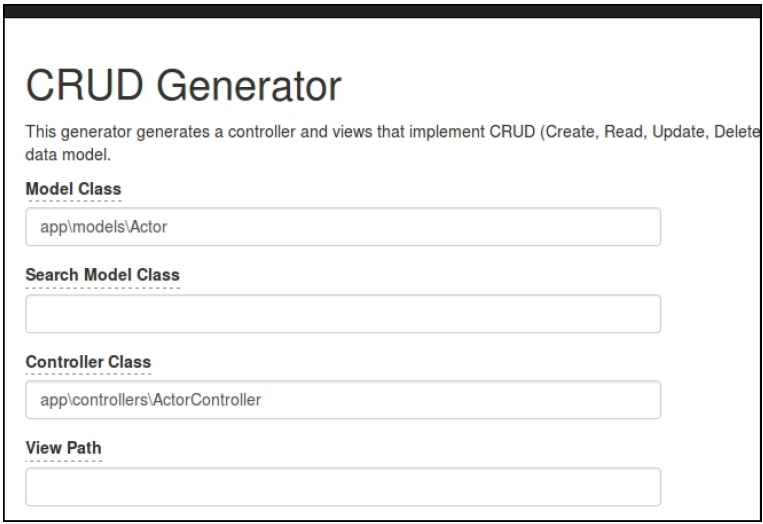 CRUD Generator
This generator generates a controller and views that implement CRUD (Create, Read, Update, Delete
data model.
Model Class
app\models\Actor
Search Model Class
Controller Class
app\controllers\ActorController
View Path